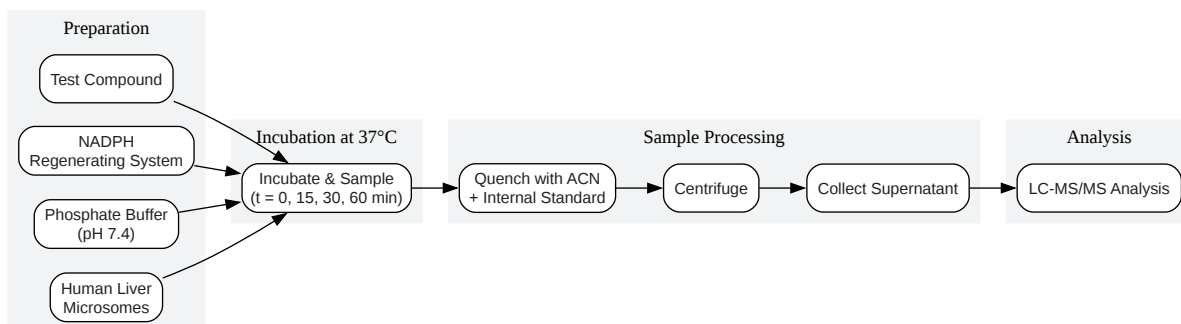 Preparation
Test Compound
NADPH
Regenerating System
Phosphate Buffer
(pH 7.4)
Human Liver
Microsomes
Incubation at 37°C
Incubate & Sample
(t = 0, 15, 30, 60 min)
Sample Processing
Quench with ACN
+ Internal Standard
Centrifuge
Collect Supernatant
Analysis
LC-MS/MS Analysis